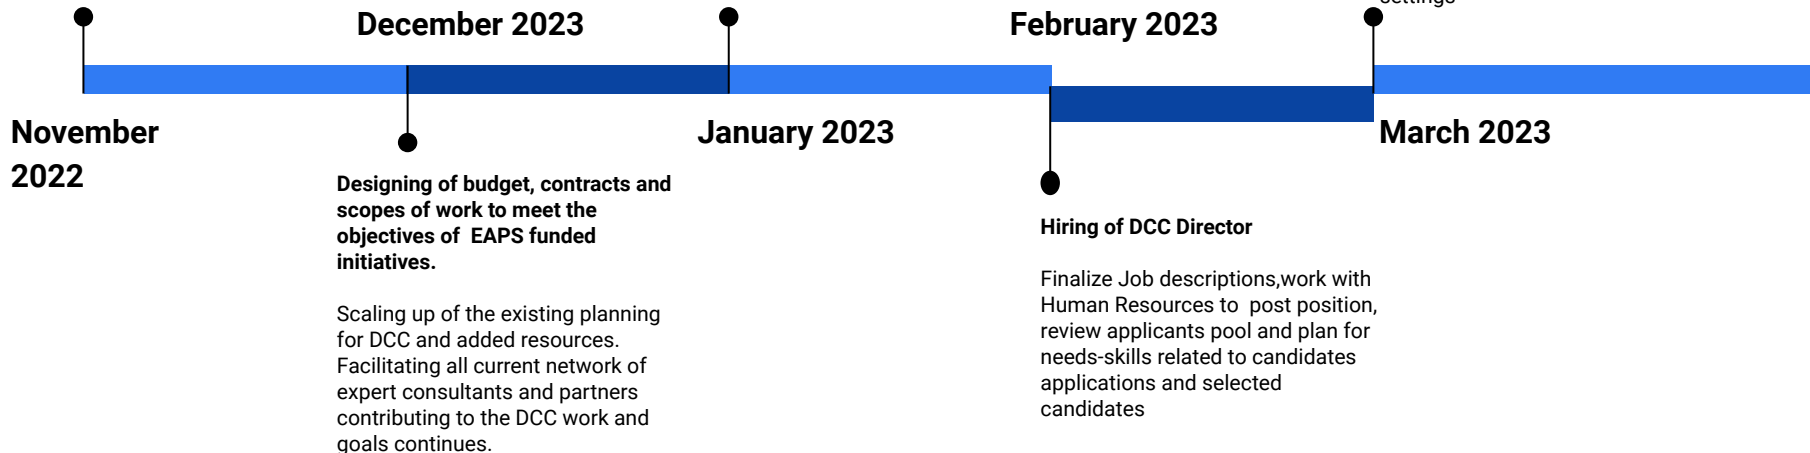 settings
December 2023
February 2023
November
2022
January 2023
March 2023
Designing of budget, contracts and
scopes of work to meet the
objectives of  EAPS funded
initiatives.
Scaling up of the existing planning
for DCC and added resources.
Facilitating all current network of
expert consultants and partners
contributing to the DCC work and
goals continues.
Hiring of DCC Director
Finalize Job descriptions,work with
Human Resources to  post position,
review applicants pool and plan for
needs-skills related to candidates
applications and selected
candidates